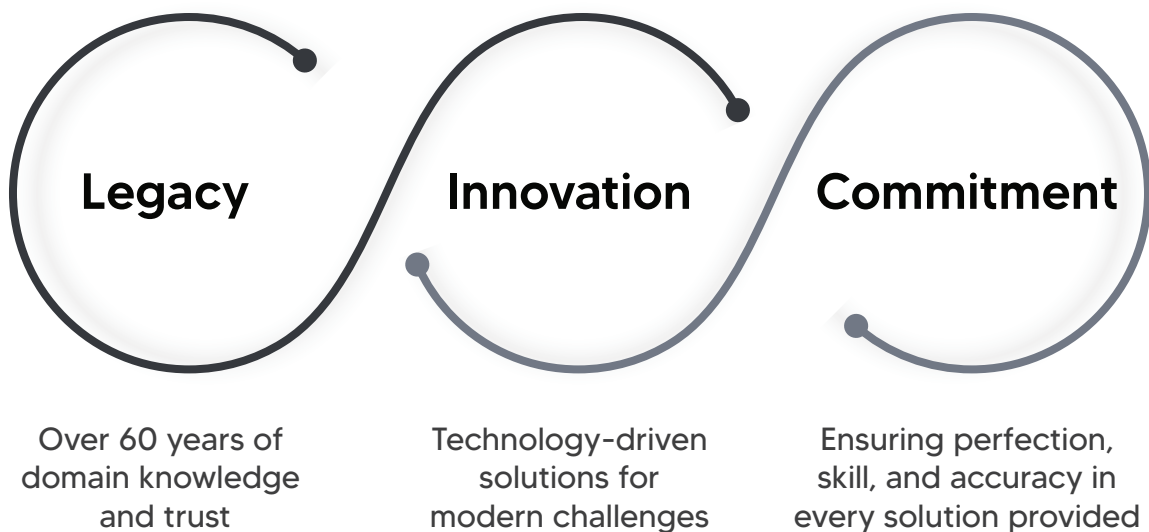 Legacy
Innovation
Commitment
Over 60 years of
domain knowledge
and trust
Technology-driven
solutions for
modern challenges
Ensuring perfection,
skill, and accuracy in
every solution provided